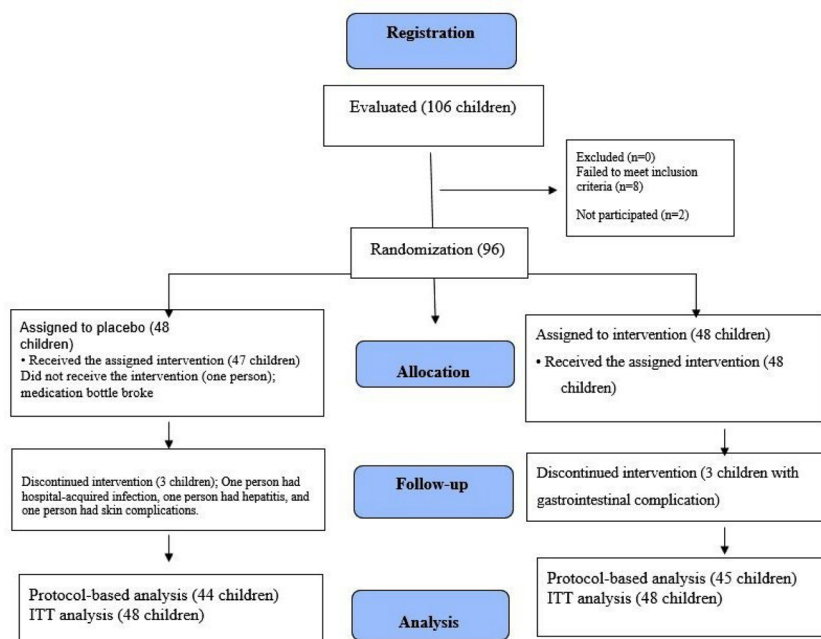 Registration
Evaluated (106 children)
Excluded (n=0)
Failed to meet inclusion
criteria (n=8)
Not participated (n=2)
Randomization (96)
Assigned to placebo (48
children)
• Received the assigned intervention (47 children)
Did not receive the intervention (one person);
medication bottle broke
Allocation
Assigned to intervention (48 children)
• Received the assigned intervention (48
children)
Discontinued intervention (3 children); One person had
hospital-acquired infection, one person had hepatitis, and
one person had skin complications.
Follow-up
Discontinued intervention (3 children with
gastrointestinal complication)
Protocol-based analysis (44 children)
ITT analysis (48 children)
Analysis
Protocol-based analysis (45 children)
ITT analysis (48 children)